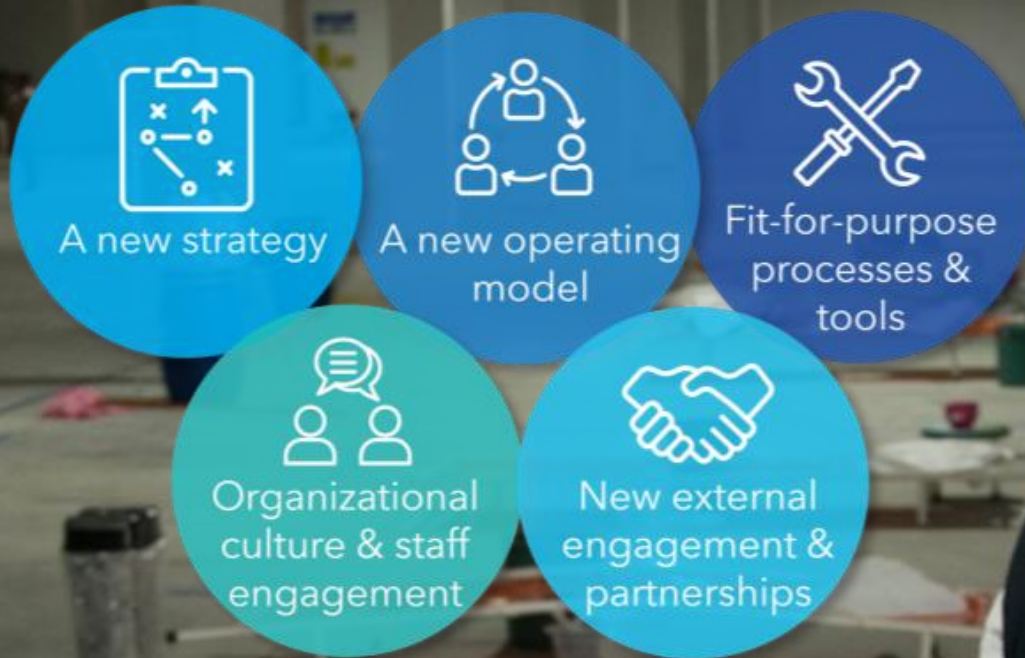 A new strategy
A new operating
model
Fit-for-purpose
processes &
tools
Organizational
culture & staff
engagement
New external
engagement &
partnerships